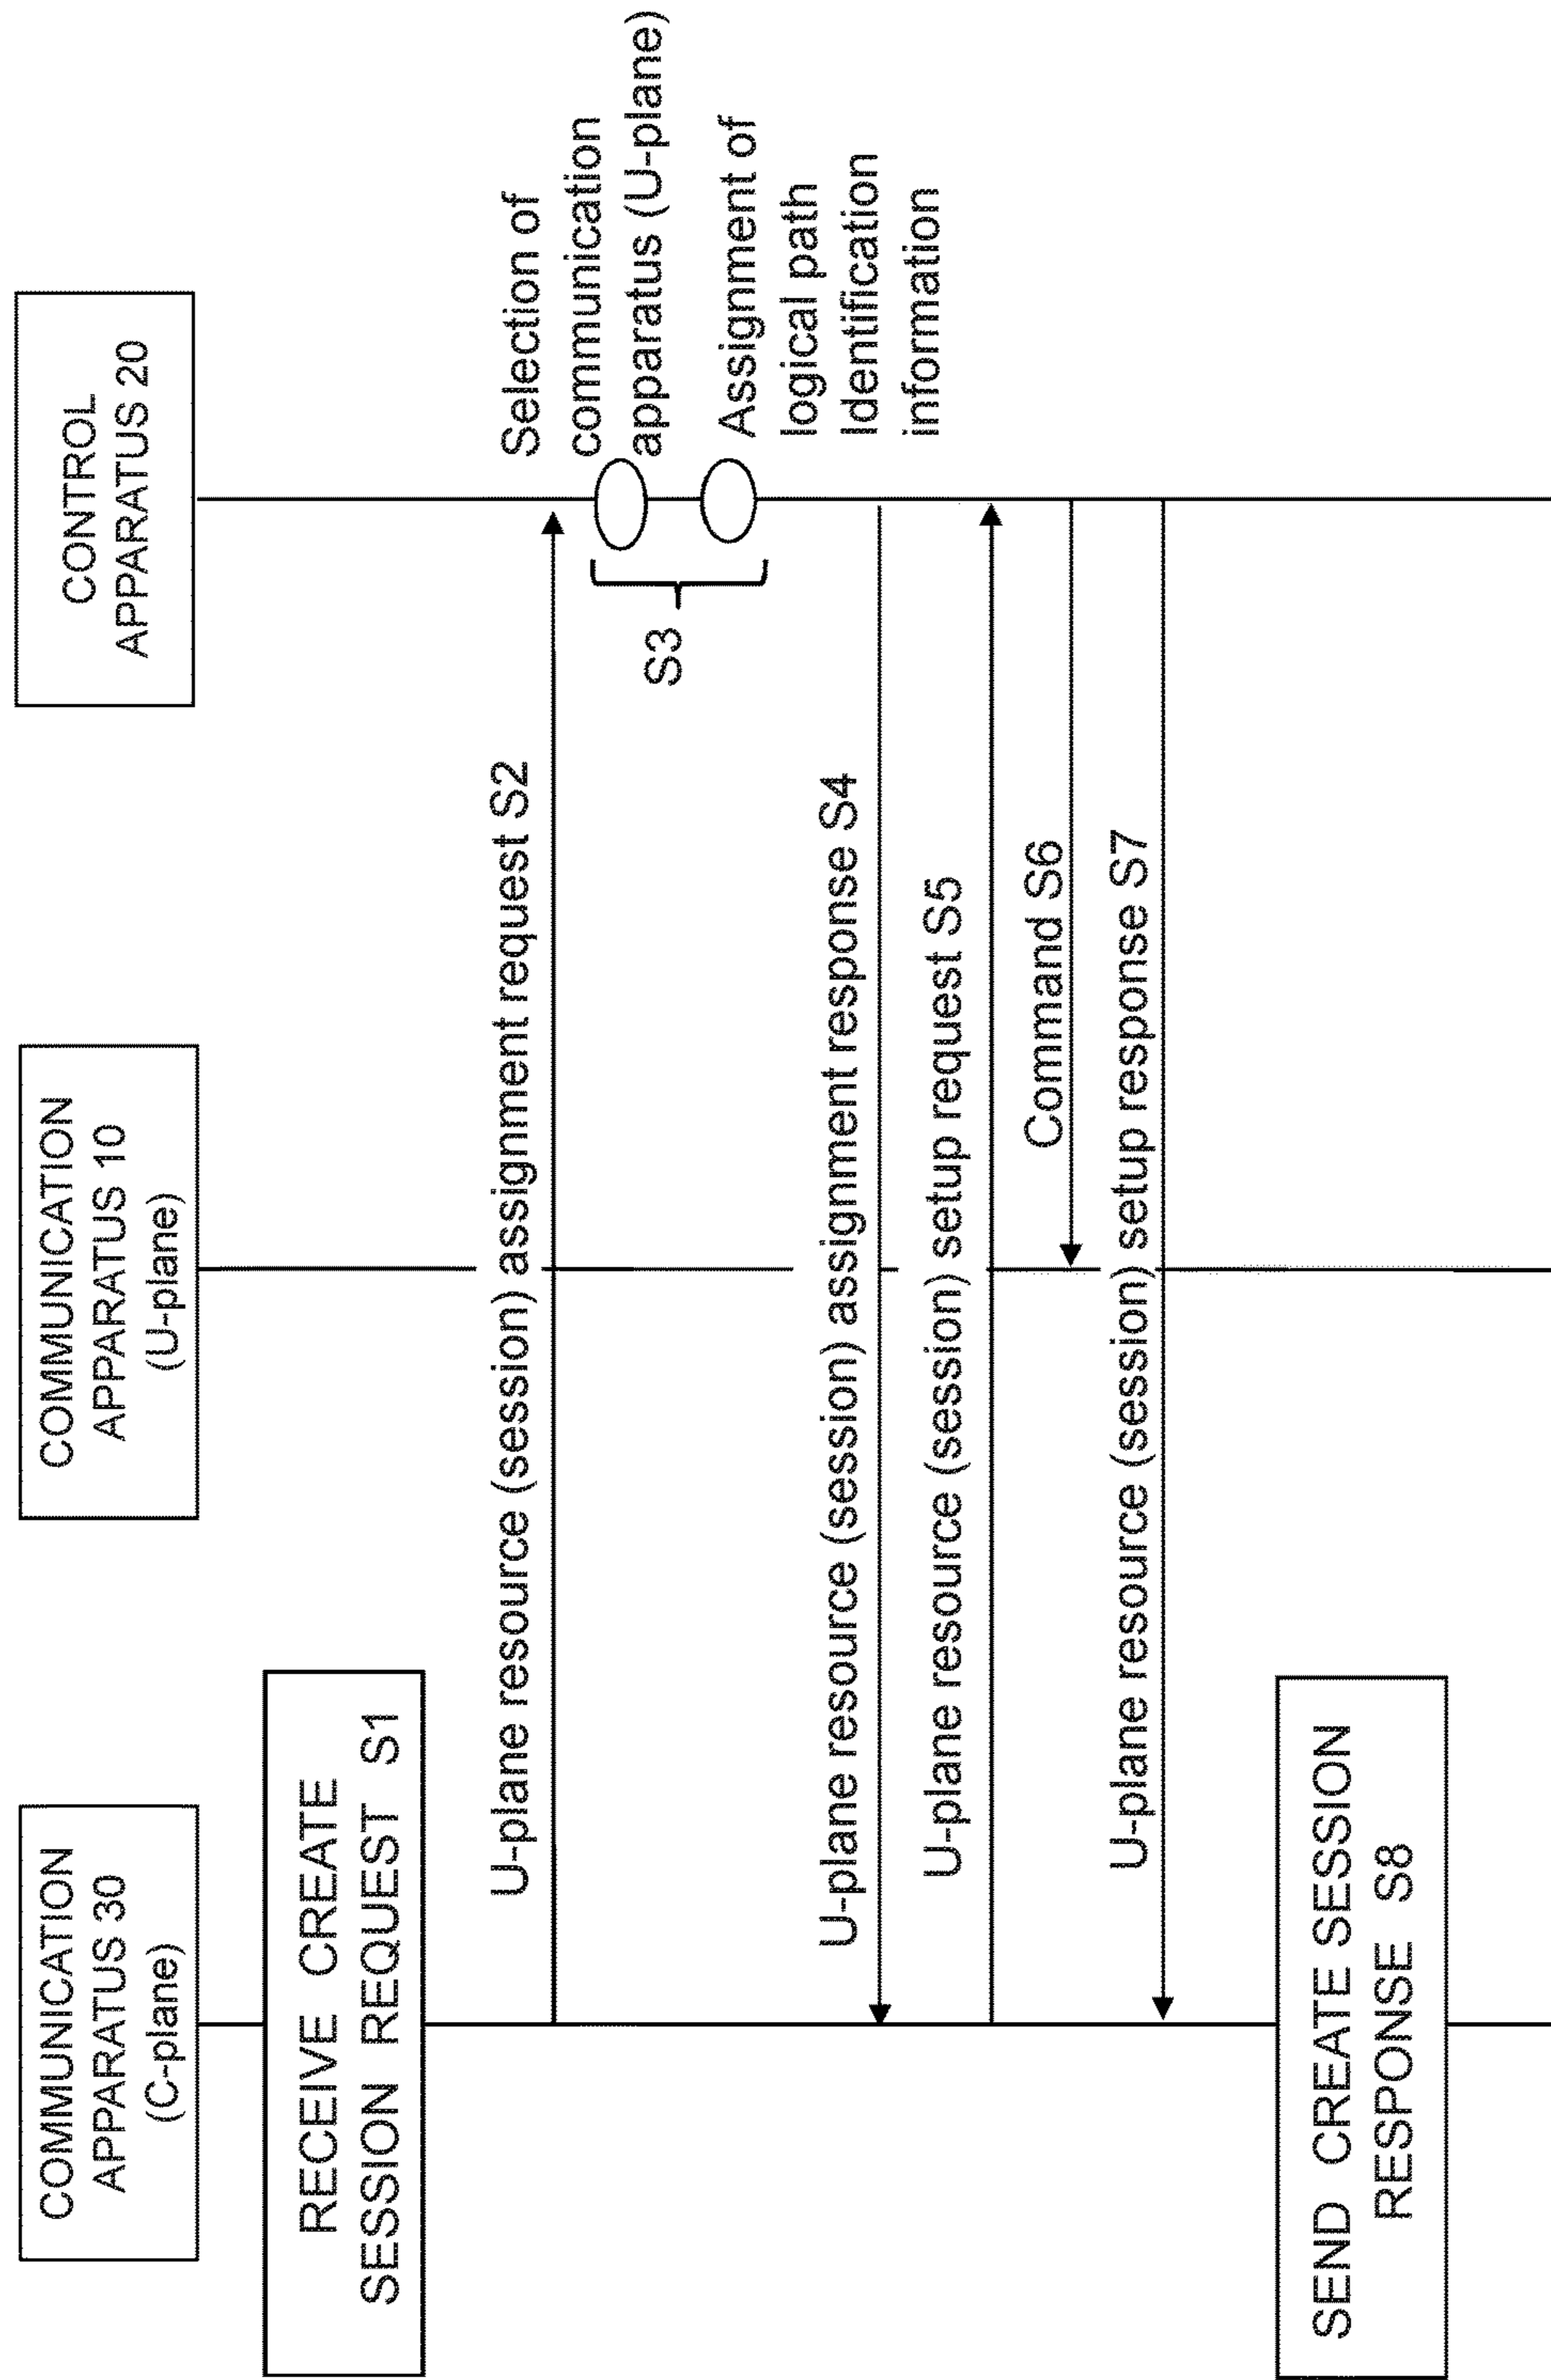 COMMUNICATION
APPARATUS 30
(C-plane)
COMMUNICATION
APPARATUS 10
(U-plane)
CONTROL
APPARATUS 20
RECEIVE CREATE
SESSION REQUEST S1
U-plane resource (session) assignment request S2
Selection of
communication
apparatus (U-plane)
S3
Assignment of
logical path
Identification
information
U-plane resource (session) assignment response S4
U-plane resource (session) setup request S5
Command S6
U-plane resource (session) setup response S7
SEND CREATE SESSION
RESPONSE S8